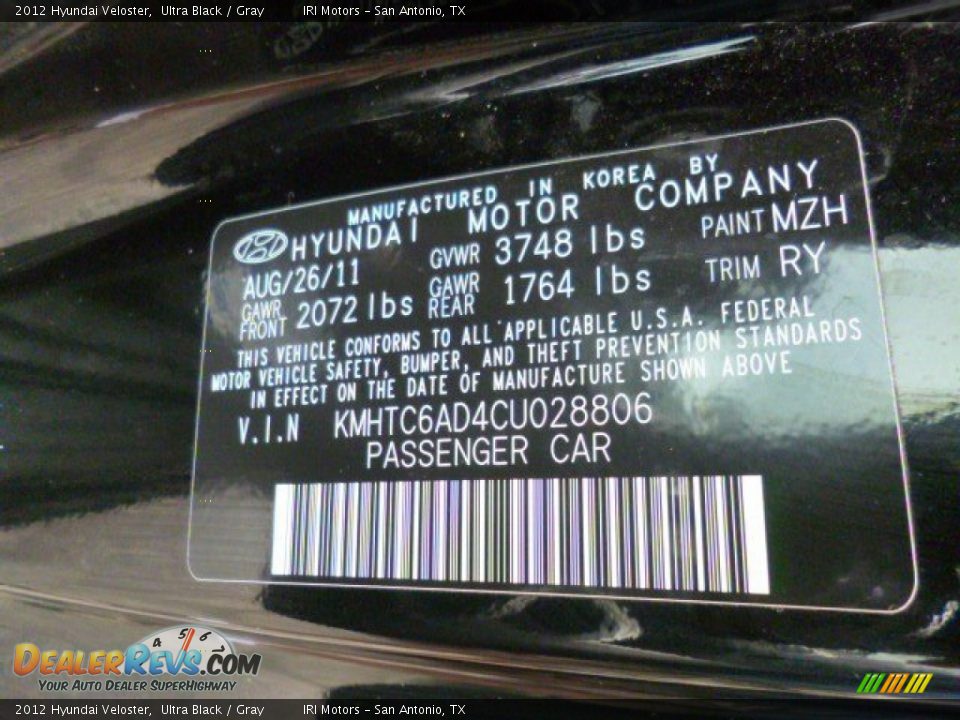 2012 Hyundai Veloster, Ultra Black / Gray IRI Motors - San Antonio, TX
MANUFACTURED IN KOREA BY
HYUNDAI MOTOR COMPANY
AUG/26/11 GVWR 3748 lbs PAINT MZH
GAWR FRONT 2072 lbs GAWR REAR 1764 lbs TRIM RY
THIS VEHICLE CONFORMS TO ALL APPLICABLE U.S.A. FEDERAL
MOTOR VEHICLE SAFETY, BUMPER, AND THEFT PREVENTION STANDARDS
IN EFFECT ON THE DATE OF MANUFACTURE SHOWN ABOVE
V.I.N KMHTC6AD4CU028806
PASSENGER CAR
4 5 6
DEALERREVS.COM
YOUR AUTO DEALER SUPERHIGHWAY
2012 Hyundai Veloster, Ultra Black / Gray IRI Motors - San Antonio, TX